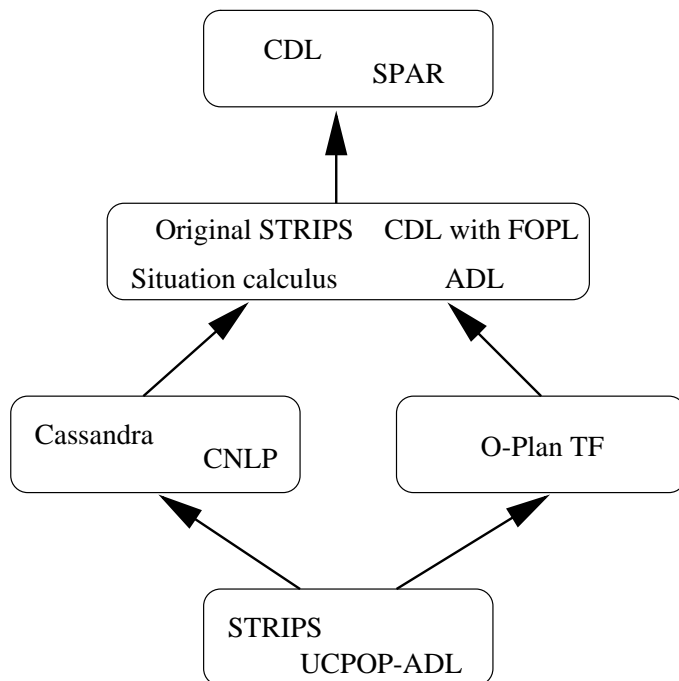 CDL
SPAR
Original STRIPS CDL with FOPL
Situation calculus ADL
Cassandra
CNLP
O-Plan TF
STRIPS
UCPOP-ADL